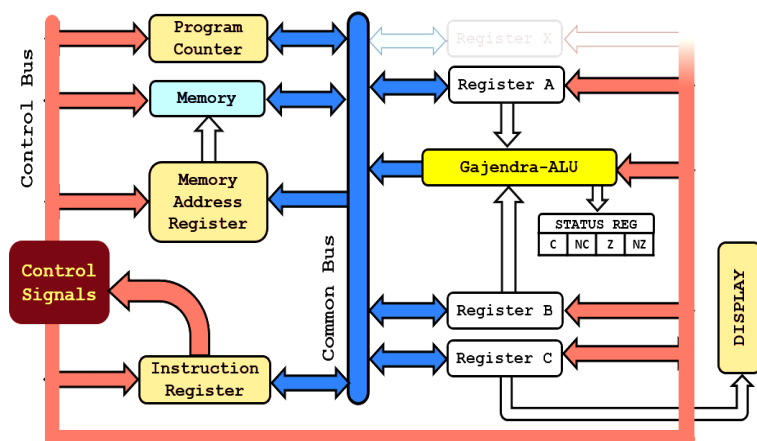 Program
Counter
Register X
Control Bus
Memory
Register A
Memory
Address
Register
Gajendra-ALU
STATUS REG
C NC Z NZ
Control
Signals
Common Bus
Register B
DISPLAY
Instruction
Register
Register C